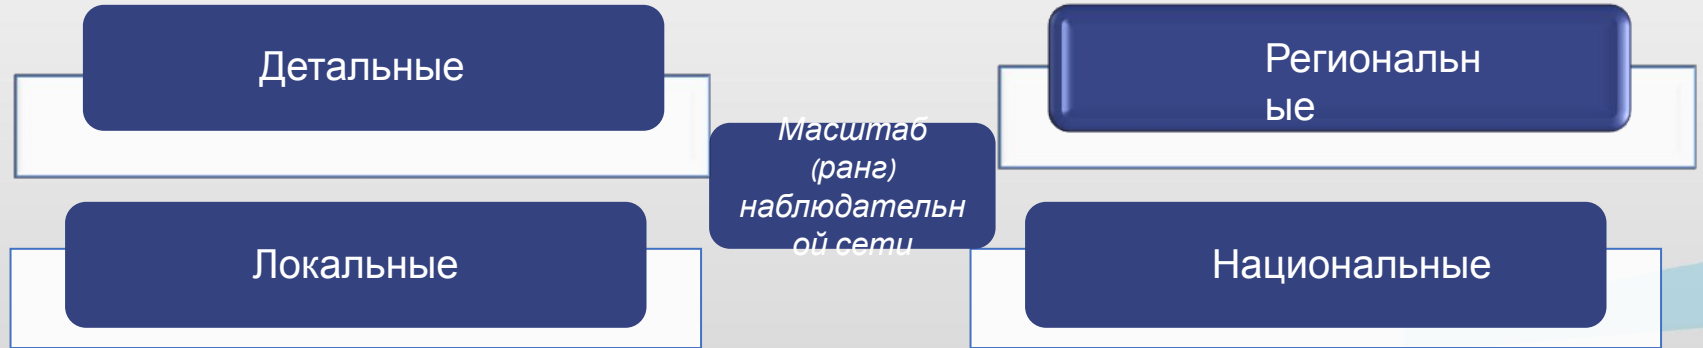 Детальные
Региональн
ые
Масштаб
(ранг)
наблюдательн
ой сети
Локальные
Национальные